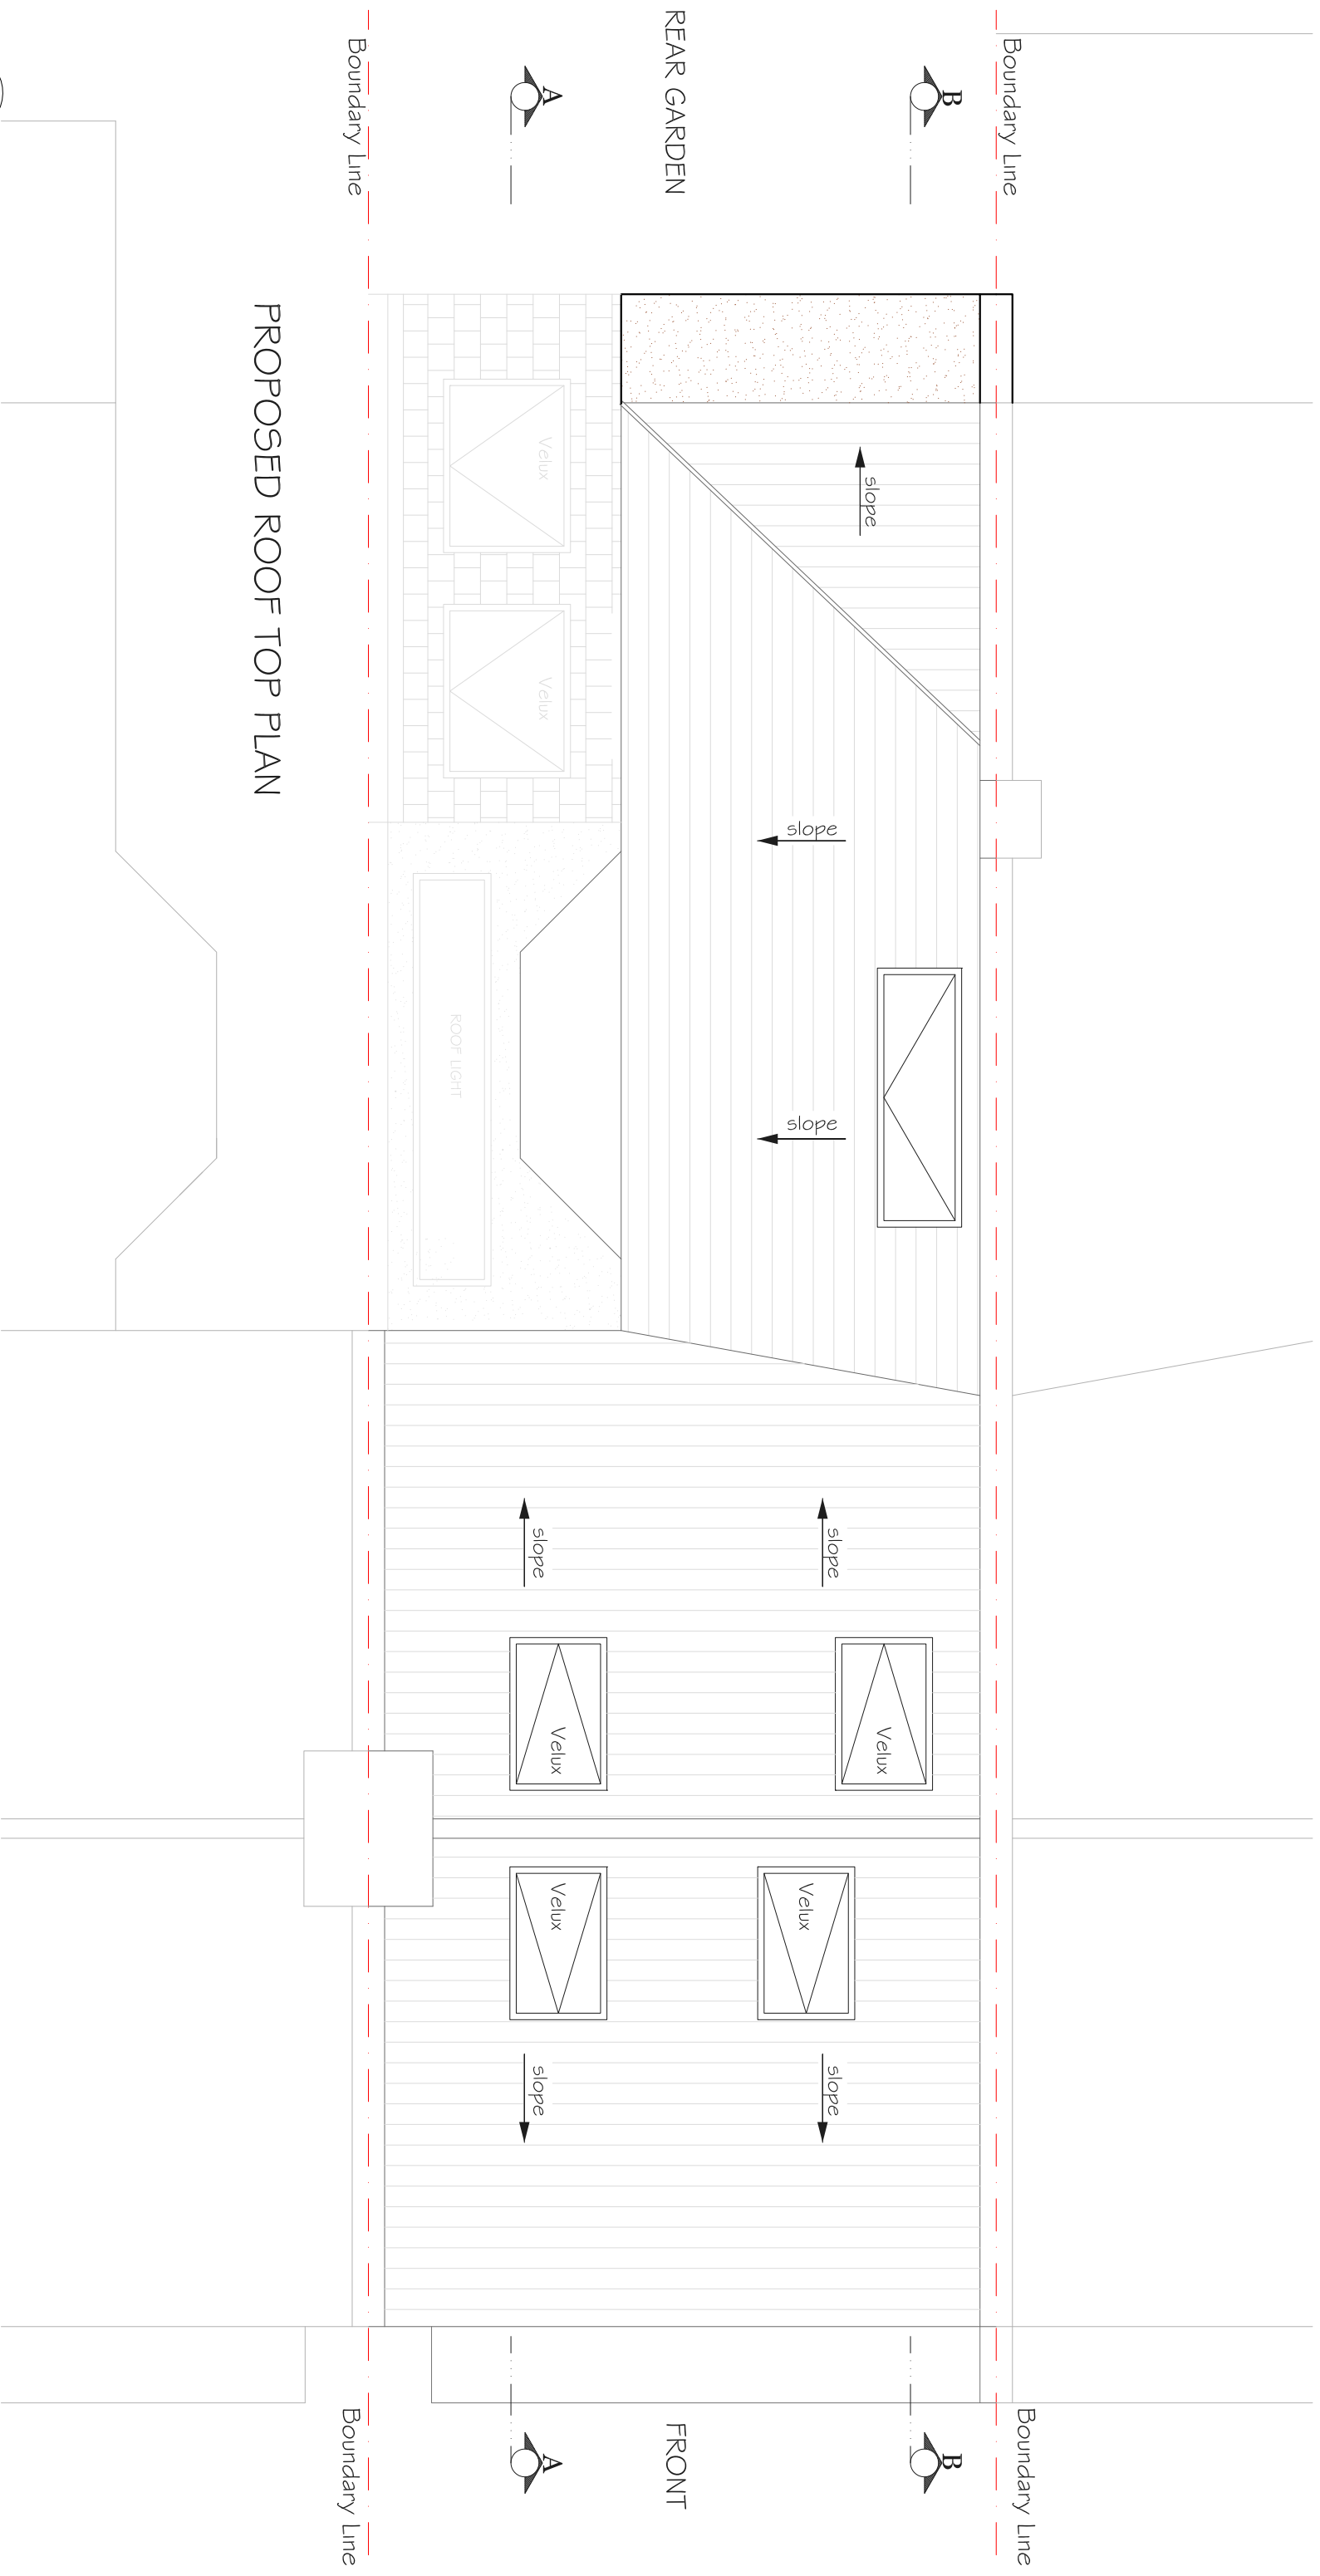 REAR GARDEN
Boundary Line
Boundary Line
A
B
slope
Velux
Velux
slope
ROOF LIGHT
slope
slope
slope
Velux
Velux
Velux
Velux
slope
slope
A
B
FRONT
Boundary Line
Boundary Line
PROPOSED ROOF TOP PLAN